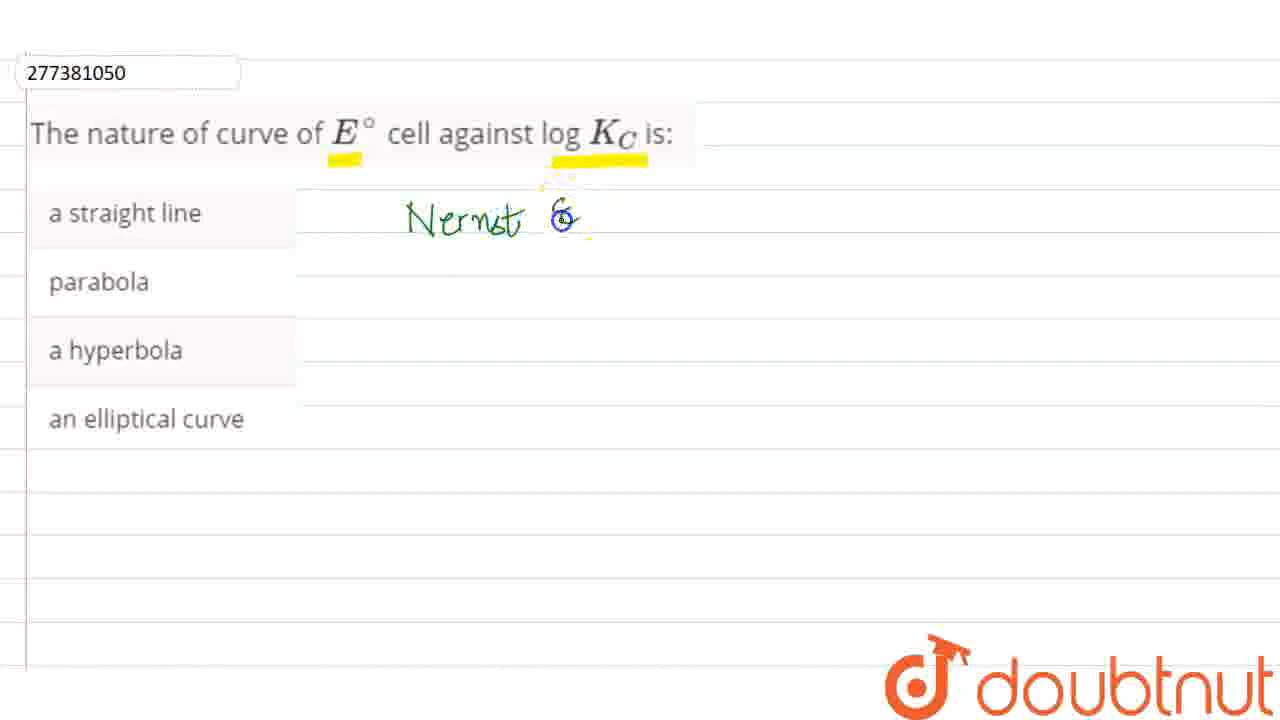 277381050
The nature of curve of E° cell against log K_C is:
a straight line
Nernst
parabola
a hyperbola
an elliptical curve
doubtnut